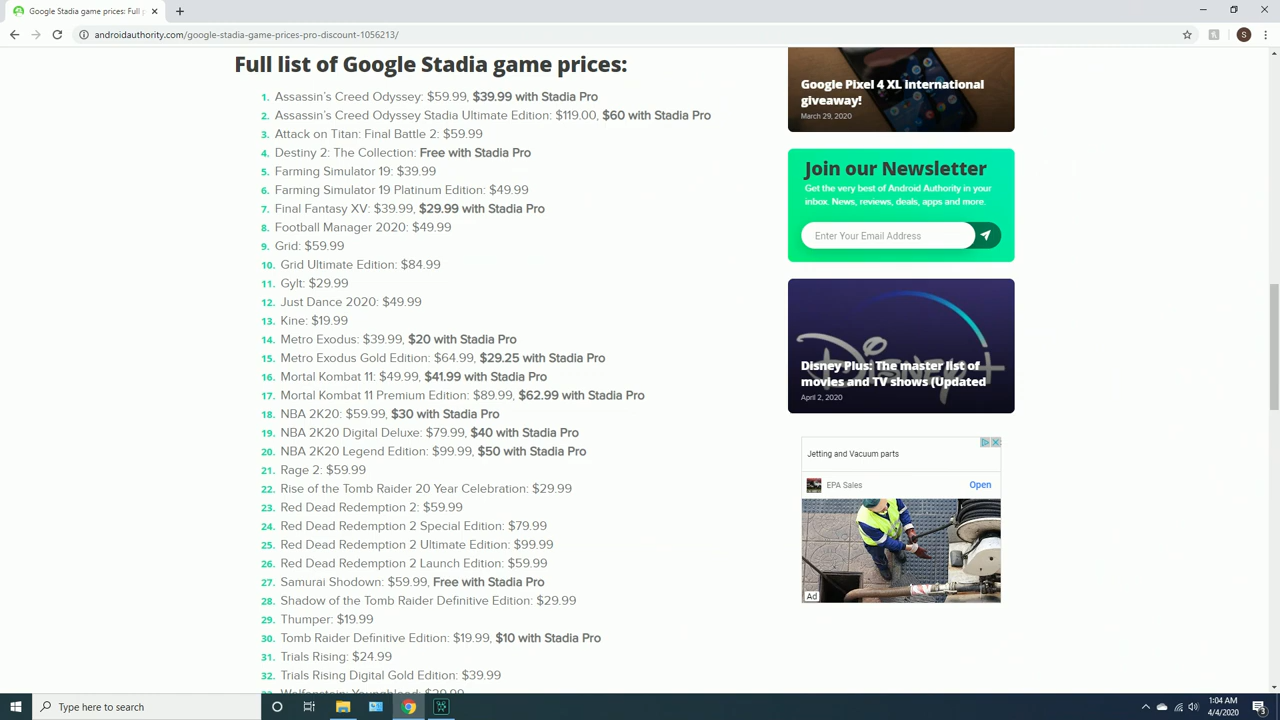 Google Stadia game prices: Full l
androidauthority.com/google-stadia-game-prices-pro-discount-1056213/
S
Full list of Google Stadia game prices:
1. Assassin's Creed Odyssey: $59.99, $39.99 with Stadia Pro
2. Assassin's Creed Odyssey Stadia Ultimate Edition: $119.00, $60 with Stadia Pro
3. Attack on Titan: Final Battle 2: $59.99
4. Destiny 2: The Collection: Free with Stadia Pro
5. Farming Simulator 19: $39.99
6. Farming Simulator 19 Platinum Edition: $49.99
7. Final Fantasy XV: $39.99, $29.99 with Stadia Pro
8. Football Manager 2020: $49.99
9. Grid: $59.99
10. Grid Ultimate Edition: $84.99
11. Gylt: $29.99
12. Just Dance 2020: $49.99
13. Kine: $19.99
14. Metro Exodus: $39.99, $20 with Stadia Pro
15. Metro Exodus Gold Edition: $64.99, $29.25 with Stadia Pro
16. Mortal Kombat 11: $49.99, $41.99 with Stadia Pro
17. Mortal Kombat 11 Premium Edition: $89.99, $62.99 with Stadia Pro
18. NBA 2K20: $59.99, $30 with Stadia Pro
19. NBA 2K20 Digital Deluxe: $79.99, $40 with Stadia Pro
20. NBA 2K20 Legend Edition: $99.99, $50 with Stadia Pro
21. Rage 2: $59.99
22. Rise of the Tomb Raider 20 Year Celebration: $29.99
23. Red Dead Redemption 2: $59.99
24. Red Dead Redemption 2 Special Edition: $79.99
25. Red Dead Redemption 2 Ultimate Edition: $99.99
26. Red Dead Redemption 2 Launch Edition: $59.99
27. Samurai Shodown: $59.99, Free with Stadia Pro
28. Shadow of the Tomb Raider Definitive Edition: $29.99
29. Thumper: $19.99
30. Tomb Raider Definitive Edition: $19.99, $10 with Stadia Pro
31. Trials Rising: $24.99
32. Trials Rising Digital Gold Edition: $39.99
33. Wolfenstein: Youngblood: $29.99
Google Pixel 4 XL international
giveaway!
March 29, 2020
Join our Newsletter
Get the very best of Android Authority in your
inbox. News, reviews, deals, apps and more.
Enter Your Email Address
Disney+
Disney Plus: The master list of
movies and TV shows (Updated
April 2, 2020
Jetting and Vacuum parts
EPA Sales
Open
Ad
Type here to search
1:04 AM
4/4/2020
3